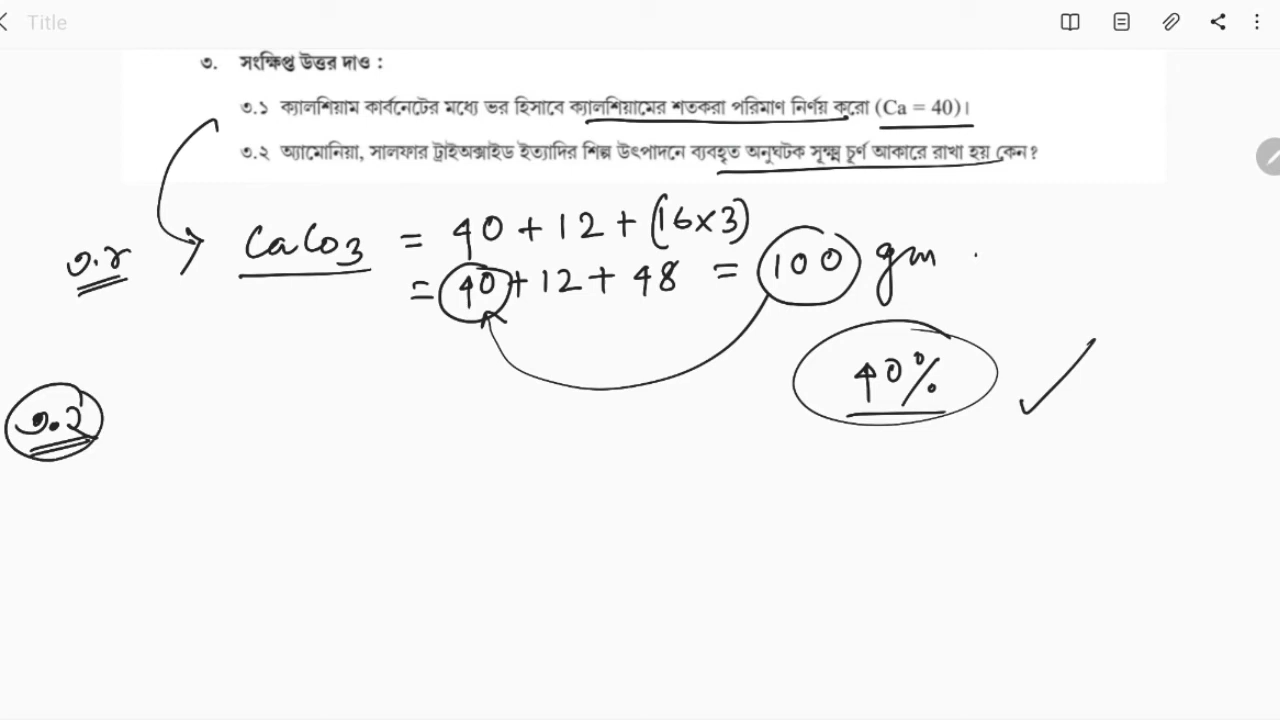 Title
৩. সংক্ষিপ্ত উত্তর দাও :
৩.১ ক্যালশিয়াম কার্বনেটের মধ্যে ভর হিসাবে ক্যালশিয়ামের শতকরা পরিমাণ নির্ণয় করো (Ca = 40)।
৩.২ অ্যামোনিয়া, সালফার ট্রাইঅক্সাইড ইত্যাদির শিল্প উৎপাদনে ব্যবহৃত অনুঘটক সূক্ষ্ম চূর্ণ আকারে রাখা হয় কেন?
৩.১ CaCo3 = 40 + 12 + (16×3)
= 40 + 12 + 48 = 100 gm
40%
৩.২